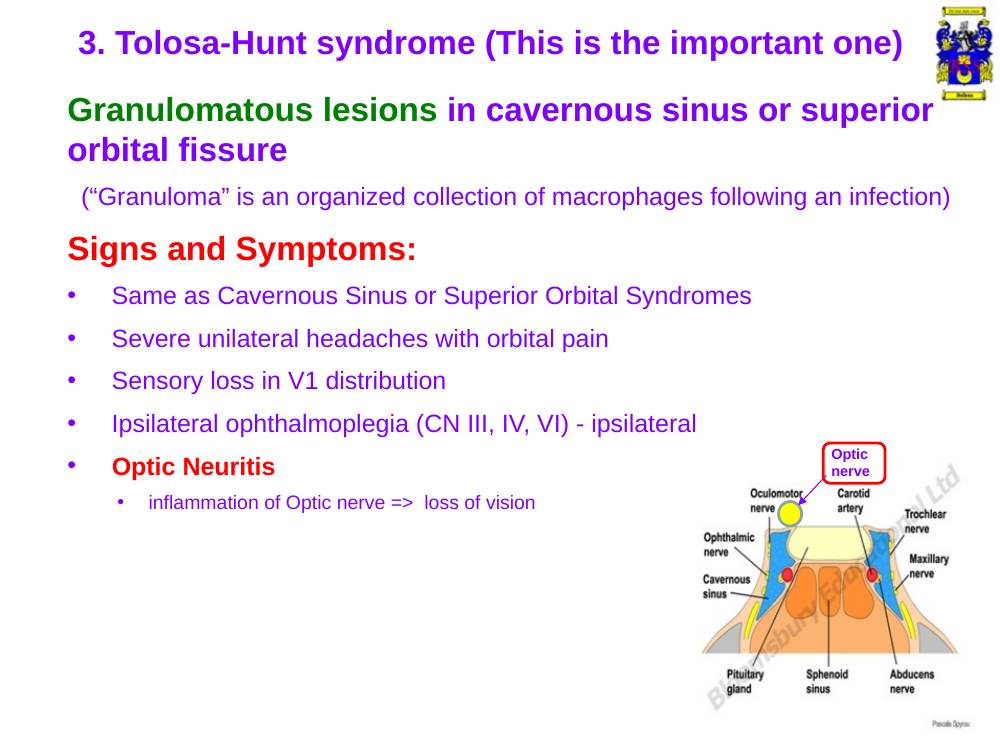 3. Tolosa-Hunt syndrome (This is the important one)
Granulomatous lesions in cavernous sinus or superior
orbital fissure
(“Granuloma” is an organized collection of macrophages following an infection)
Signs and Symptoms:
• Same as Cavernous Sinus or Superior Orbital Syndromes
• Severe unilateral headaches with orbital pain
• Sensory loss in V1 distribution
• Ipsilateral ophthalmoplegia (CN III, IV, VI) - ipsilateral
• Optic Neuritis
• inflammation of Optic nerve => loss of vision
Optic
nerve
Oculomotor
nerve
Carotid
artery
Trochlear
nerve
Ophthalmic
nerve
Maxillary
nerve
Cavernous
sinus
Pituitary
gland
Sphenoid
sinus
Abducens
nerve
Bloomsbury Educational Ltd
Pascalis Spyrou